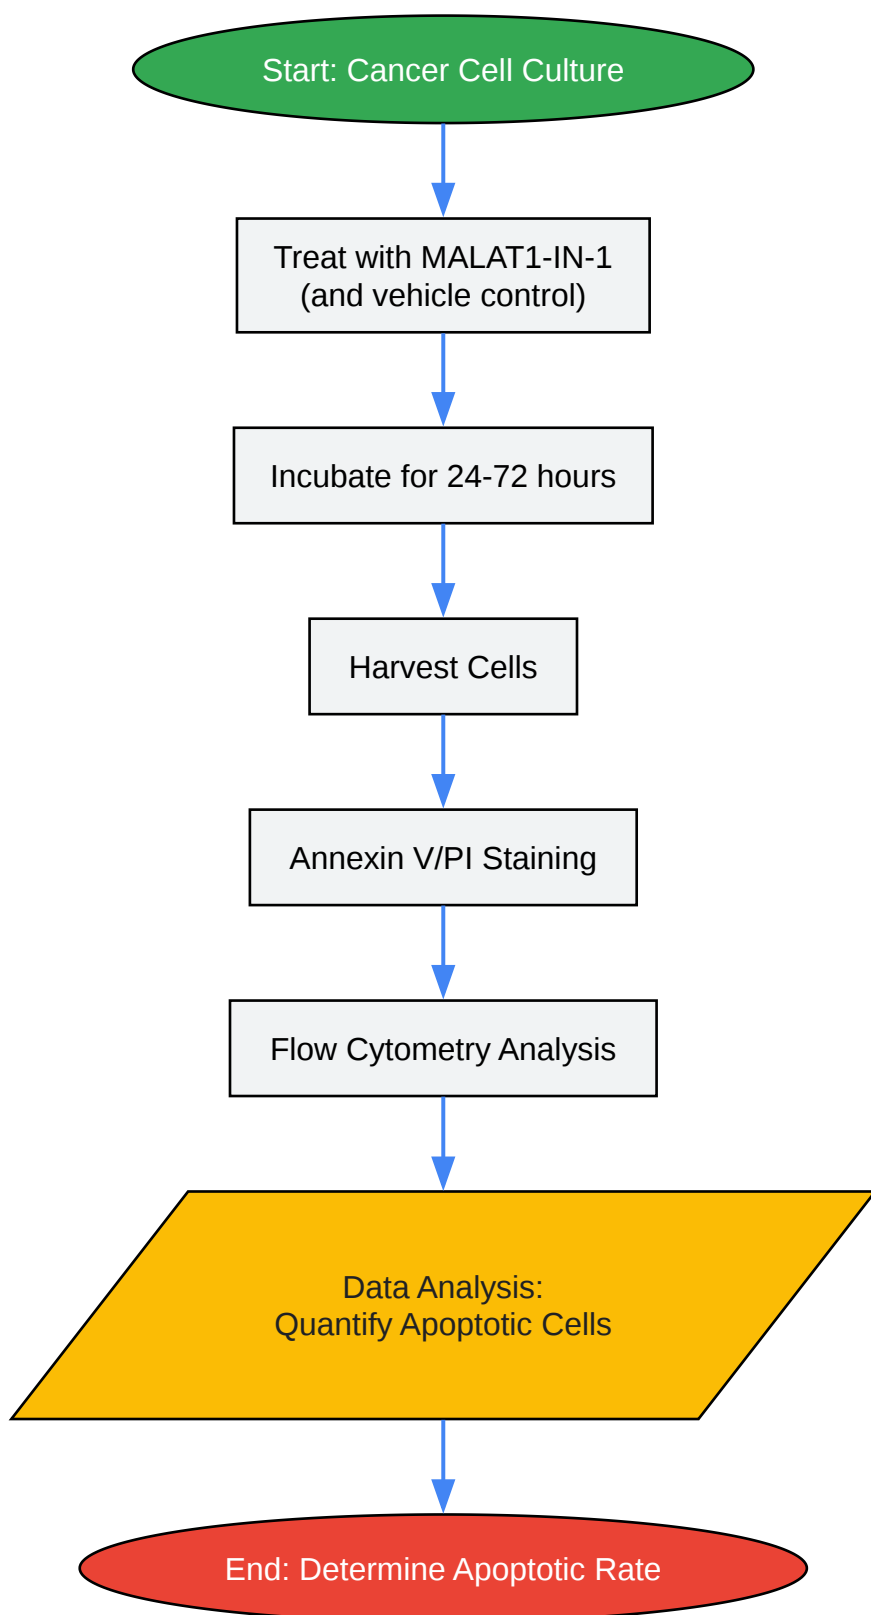 Start: Cancer Cell Culture
Treat with MALAT1-IN-1
(and vehicle control)
Incubate for 24-72 hours
Harvest Cells
Annexin V/PI Staining
Flow Cytometry Analysis
Data Analysis:
Quantify Apoptotic Cells
End: Determine Apoptotic Rate